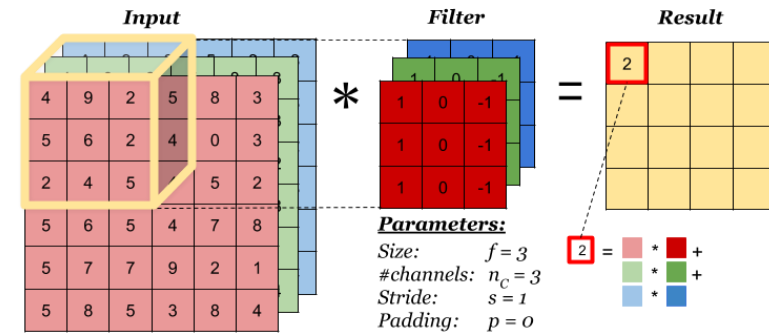 Input Filter Result
4 9 2 5 8 3
5 6 2 4 0 3
2 4 5 5 2
5 6 5 4 7 8
5 7 7 9 2 1
5 8 5 3 8 4
*
1 0 -1
1 0 -1
1 0 -1
1 0 -1
=
2
Parameters:
Size: f = 3
#channels: n_C = 3
Stride: s = 1
Padding: p = 0
2 = * +
* +
*